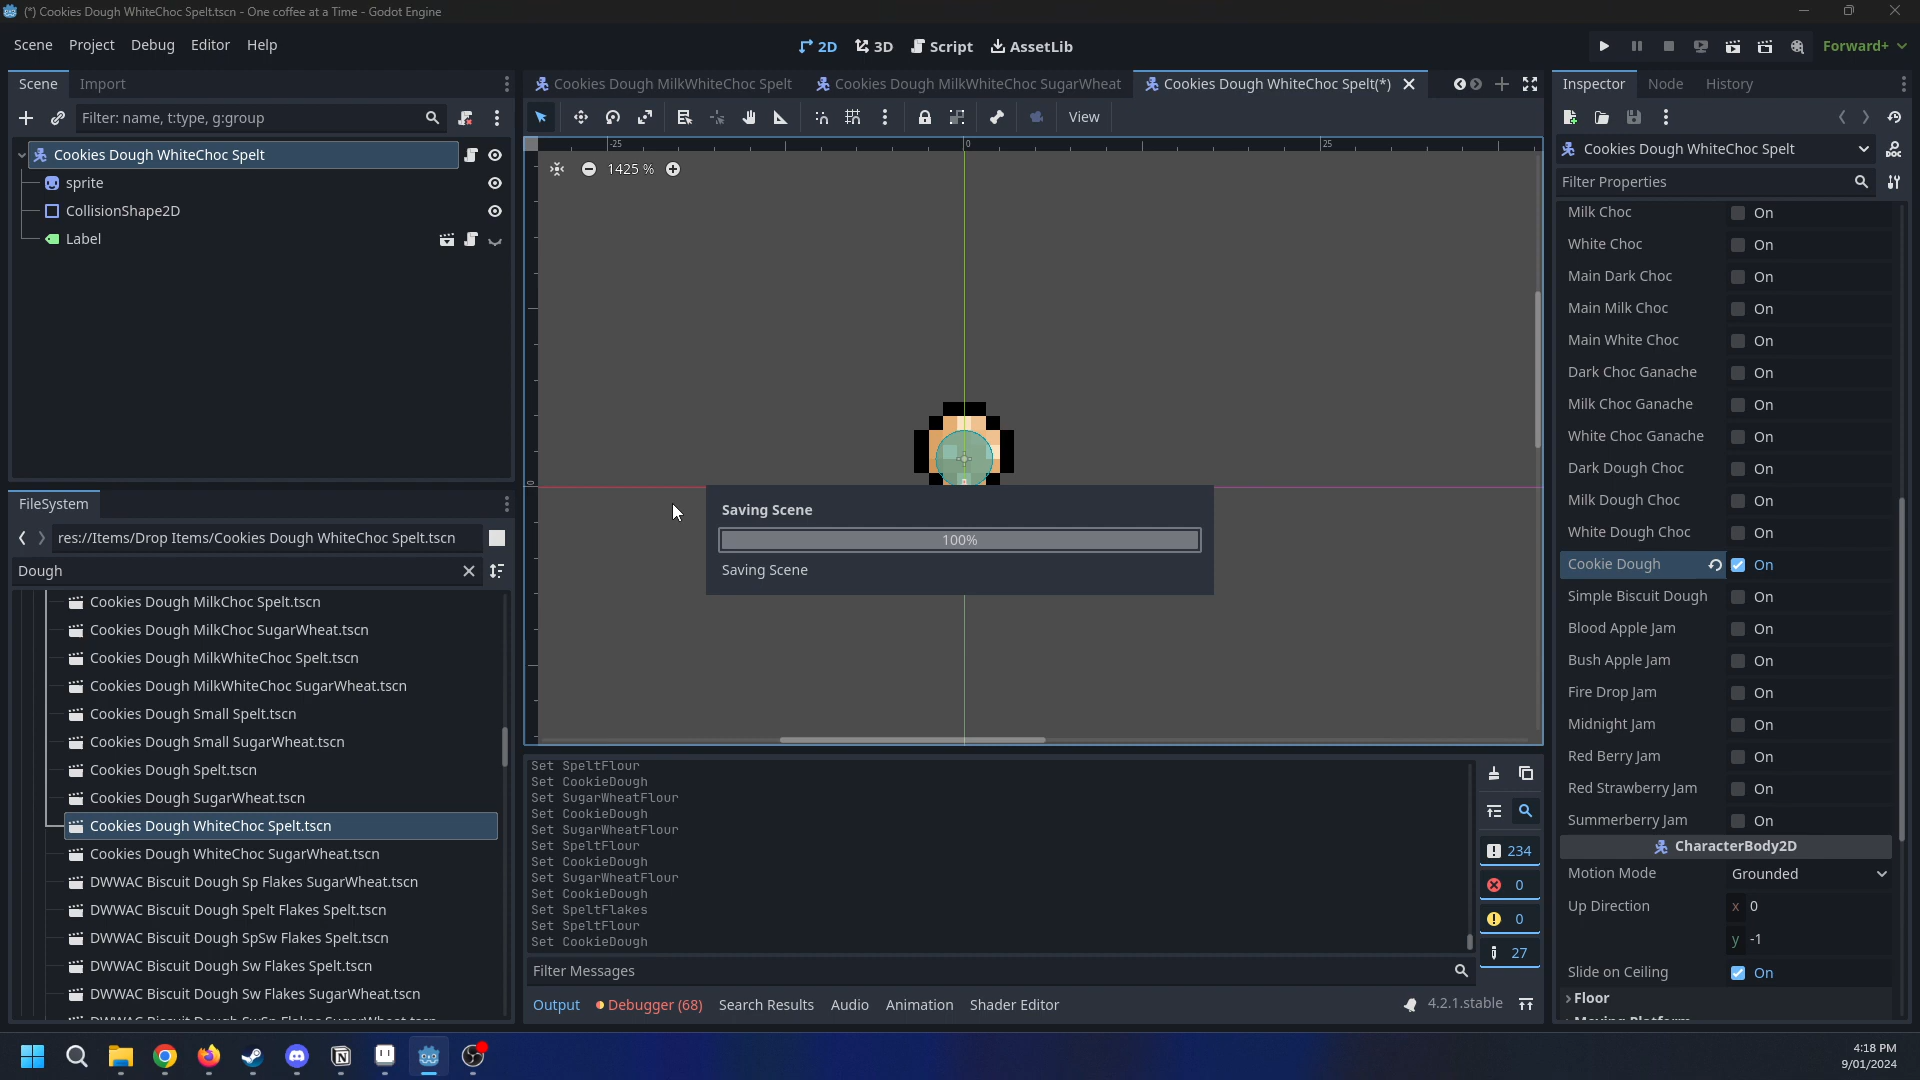 (*) Cookies Dough WhiteChoc Spelt.tscn - One coffee at a Time - Godot Engine
Scene Project Debug Editor Help
2D 3D Script AssetLib
Forward+
Scene Import
Filter: name, t:type, g:group
Cookies Dough WhiteChoc Spelt
sprite
CollisionShape2D
Label
FileSystem
res://Items/Drop Items/Cookies Dough WhiteChoc Spelt.tscn
Dough
Cookies Dough MilkChoc Spelt.tscn
Cookies Dough MilkChoc SugarWheat.tscn
Cookies Dough MilkWhiteChoc Spelt.tscn
Cookies Dough MilkWhiteChoc SugarWheat.tscn
Cookies Dough Small Spelt.tscn
Cookies Dough Small SugarWheat.tscn
Cookies Dough Spelt.tscn
Cookies Dough SugarWheat.tscn
Cookies Dough WhiteChoc Spelt.tscn
Cookies Dough WhiteChoc SugarWheat.tscn
DWWAC Biscuit Dough Sp Flakes SugarWheat.tscn
DWWAC Biscuit Dough Spelt Flakes Spelt.tscn
DWWAC Biscuit Dough SpSw Flakes Spelt.tscn
DWWAC Biscuit Dough Sw Flakes Spelt.tscn
DWWAC Biscuit Dough Sw Flakes SugarWheat.tscn
Cookies Dough MilkWhiteChoc Spelt Cookies Dough MilkWhiteChoc SugarWheat Cookies Dough WhiteChoc Spelt(*)
View
-25 0 25
1425 %
0
Saving Scene
100%
Saving Scene
Set SpeltFlour
Set CookieDough
Set SugarWheatFlour
Set CookieDough
Set SugarWheatFlour
Set SpeltFlour
Set CookieDough
Set SugarWheatFlour
Set CookieDough
Set SpeltFlakes
Set SpeltFlour
Set CookieDough
234
0
0
27
Filter Messages
Output Debugger (68) Search Results Audio Animation Shader Editor
4.2.1.stable
Inspector Node History
Cookies Dough WhiteChoc Spelt
Filter Properties
Milk Choc On
White Choc On
Main Dark Choc On
Main Milk Choc On
Main White Choc On
Dark Choc Ganache On
Milk Choc Ganache On
White Choc Ganache On
Dark Dough Choc On
Milk Dough Choc On
White Dough Choc On
Cookie Dough On
Simple Biscuit Dough On
Blood Apple Jam On
Bush Apple Jam On
Fire Drop Jam On
Midnight Jam On
Red Berry Jam On
Red Strawberry Jam On
Summerberry Jam On
CharacterBody2D
Motion Mode Grounded
Up Direction x 0
y -1
Slide on Ceiling On
Floor
4:18 PM
9/01/2024